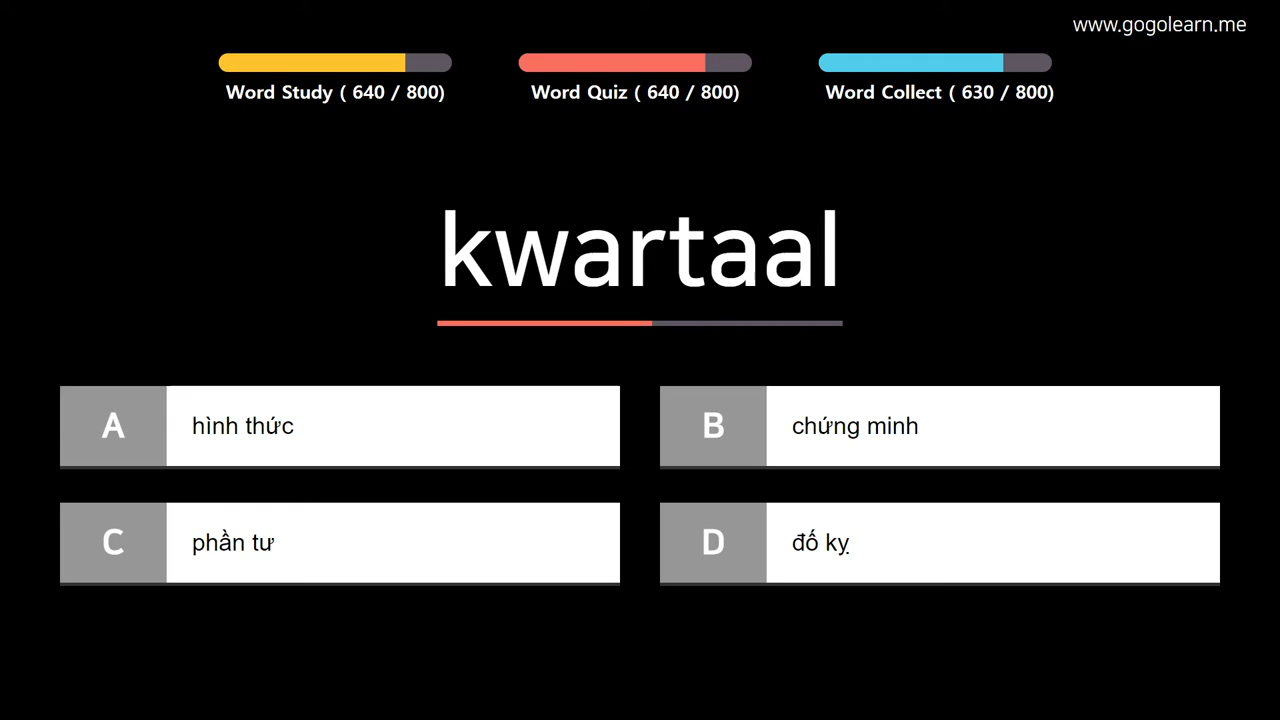 www.gogolearn.me
Word Study ( 640 / 800)
Word Quiz ( 640 / 800)
Word Collect ( 630 / 800)
kwartaal
A hình thức
B chứng minh
C phần tư
D đố kỵ